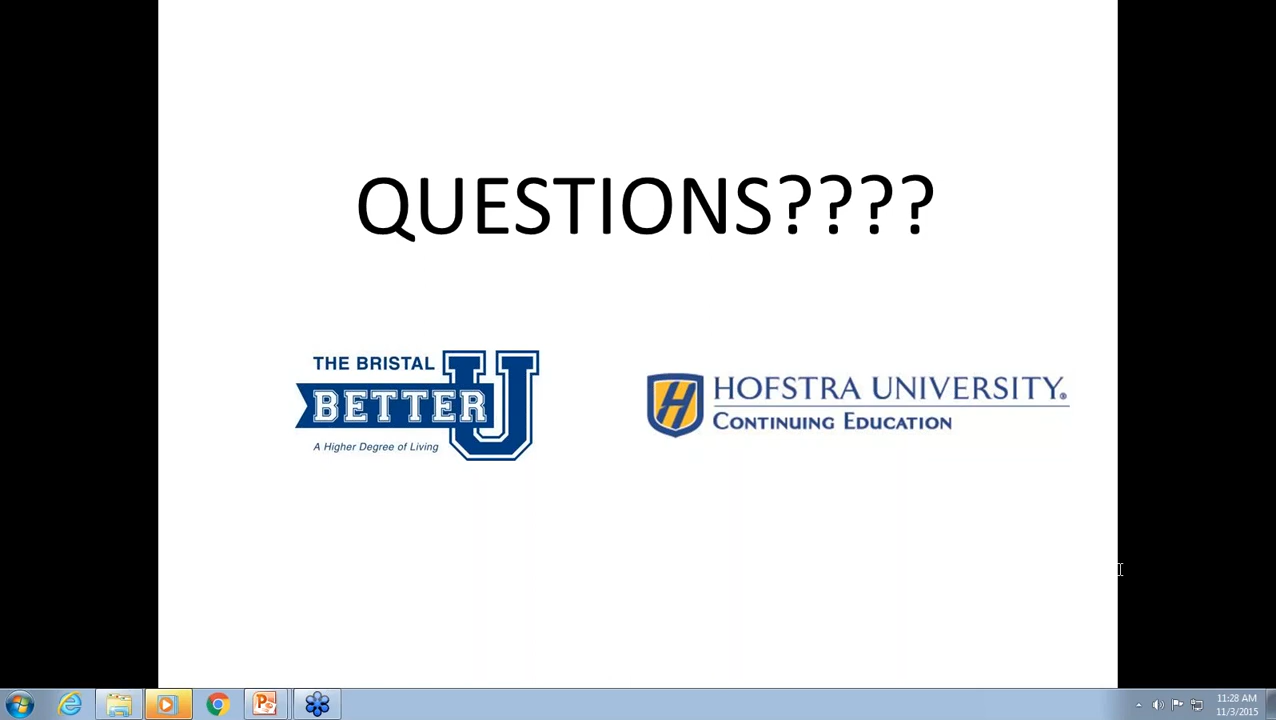 QUESTIONS????
THE BRISTAL
BETTER U
A Higher Degree of Living
HOFSTRA UNIVERSITY®
CONTINUING EDUCATION
H
11:28 AM
11/3/2015